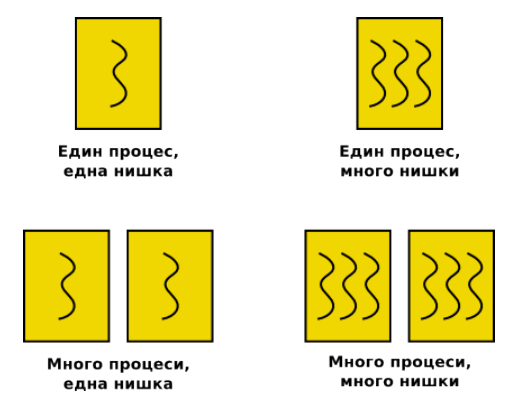 Един процес,
една нишка
Един процес,
много нишки
Много процеси,
една нишка
Много процеси,
много нишки